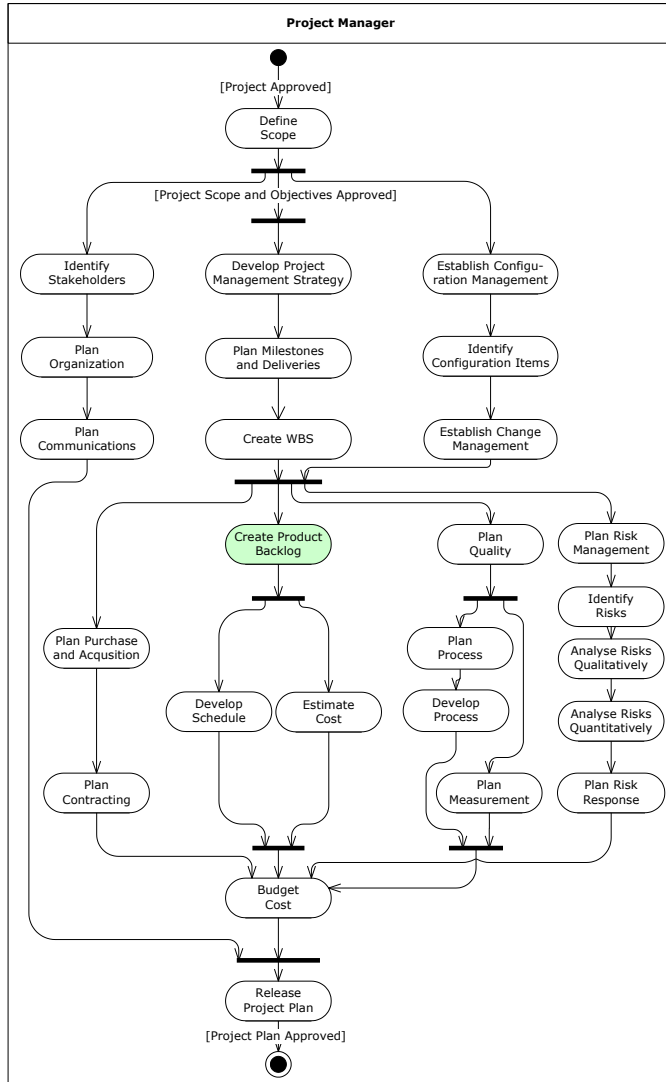 Project Manager
[Project Approved]
Define
Scope
[Project Scope and Objectives Approved]
Identify
Stakeholders
Develop Project
Management Strategy
Establish Configu-
ration Management
Plan
Organization
Plan Milestones
and Deliveries
Identify
Configuration Items
Plan
Communications
Create WBS
Establish Change
Management
Create Product
Backlog
Plan
Quality
Plan Risk
Management
Identify
Risks
Plan Purchase
and Acqusition
Plan
Process
Analyse Risks
Qualitatively
Develop
Schedule
Estimate
Cost
Develop
Process
Analyse Risks
Quantitatively
Plan
Contracting
Plan
Measurement
Plan Risk
Response
Budget
Cost
Release
Project Plan
[Project Plan Approved]